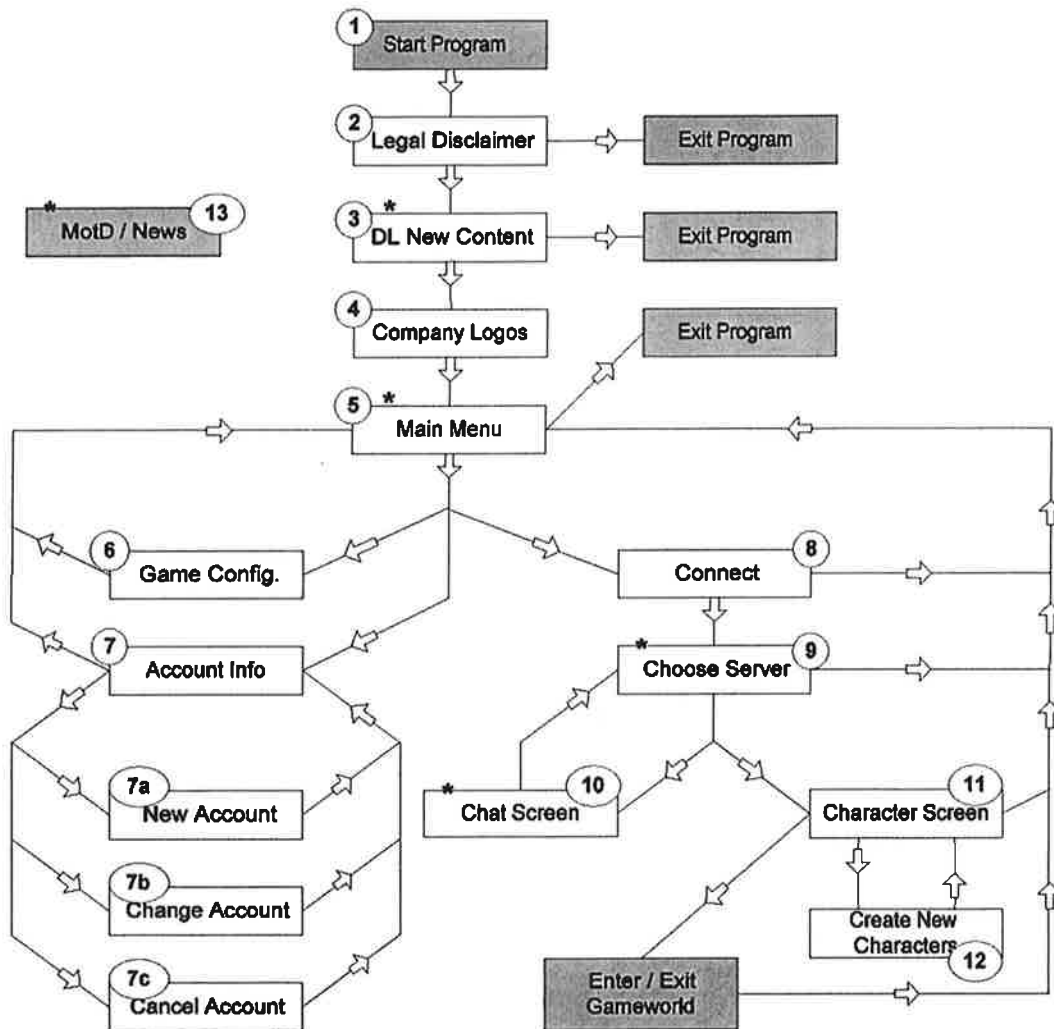 1
Start Program
2
Legal Disclaimer
Exit Program
*
13
MotD / News
*
3
DL New Content
Exit Program
4
Company Logos
Exit Program
*
5
Main Menu
6
Game Config.
8
Connect
7
Account Info
*
9
Choose Server
7a
New Account
*
10
Chat Screen
11
Character Screen
7b
Change Account
Create New
Characters
12
7c
Cancel Account
Enter / Exit
Gameworld